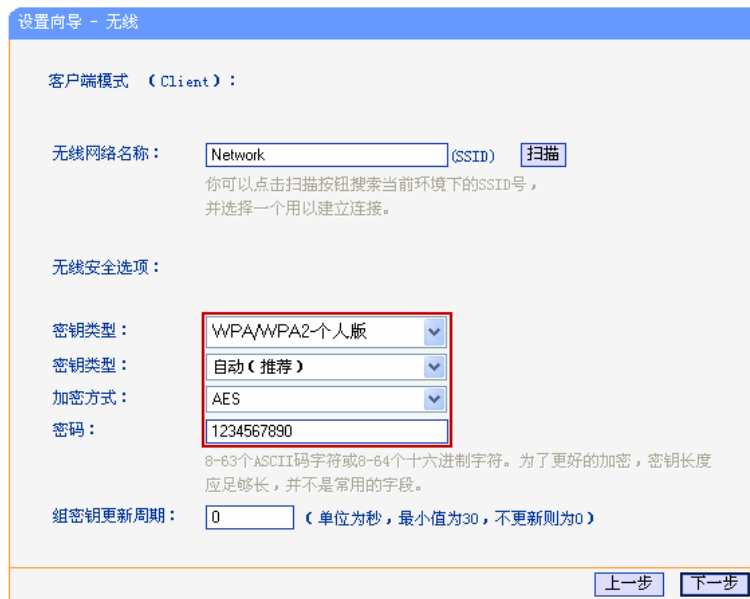 设置向导 - 无线
客户端模式 （Client）：
无线网络名称： Network (SSID) 扫描
你可以点击扫描按钮搜索当前环境下的SSID号，
并选择一个用以建立连接。
无线安全选项：
密钥类型： WPA/WPA2-个人版
密钥类型： 自动（推荐）
加密方式： AES
密码： 1234567890
8-63个ASCII码字符或8-64个十六进制字符。为了更好的加密，密钥长度
应足够长，并不是常用的字段。
组密钥更新周期： 0 （单位为秒，最小值为30，不更新则为0）
上一步 下一步